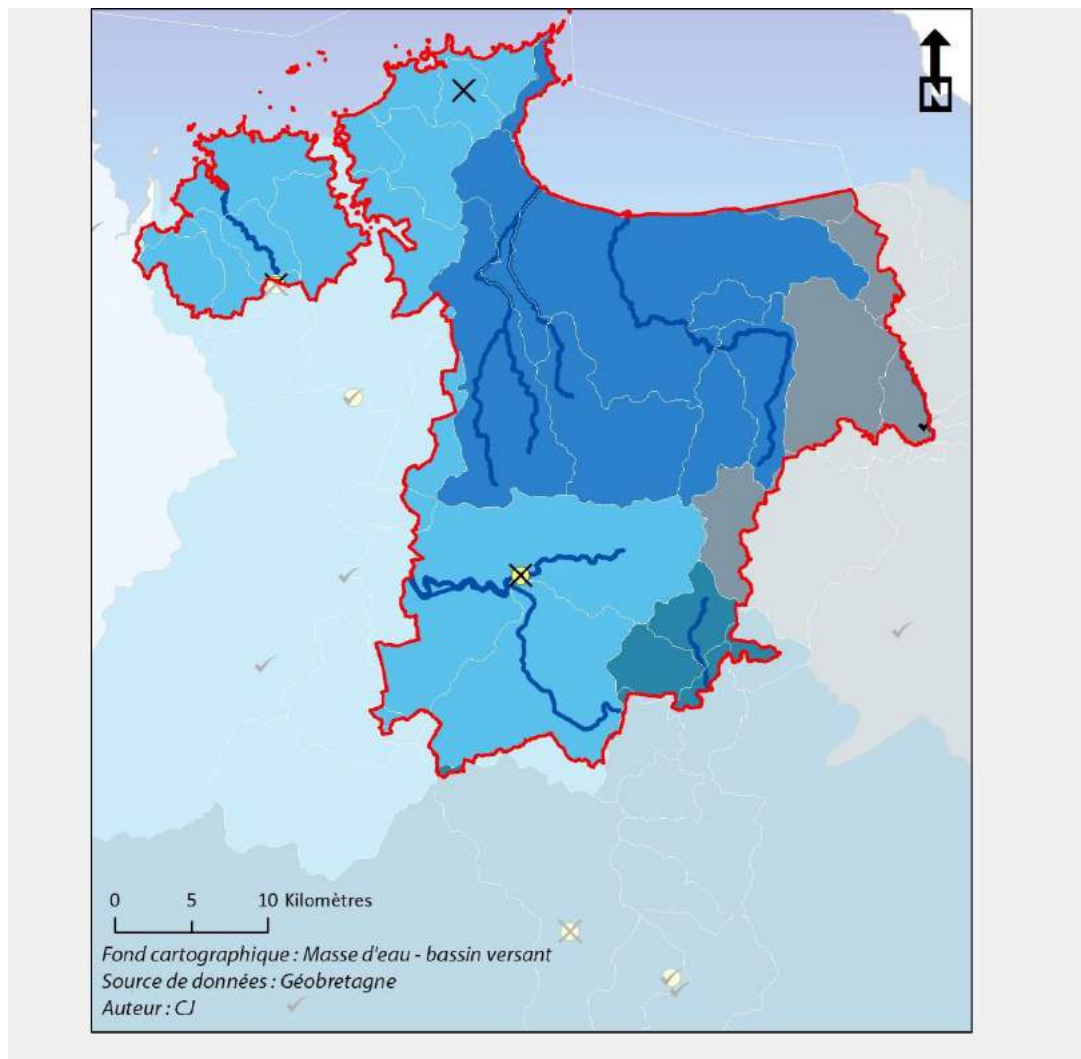 N
0 5 10 Kilomètres
Fond cartographique : Masse d'eau - bassin versant
Source de données : Géobretagne
Auteur : CJ